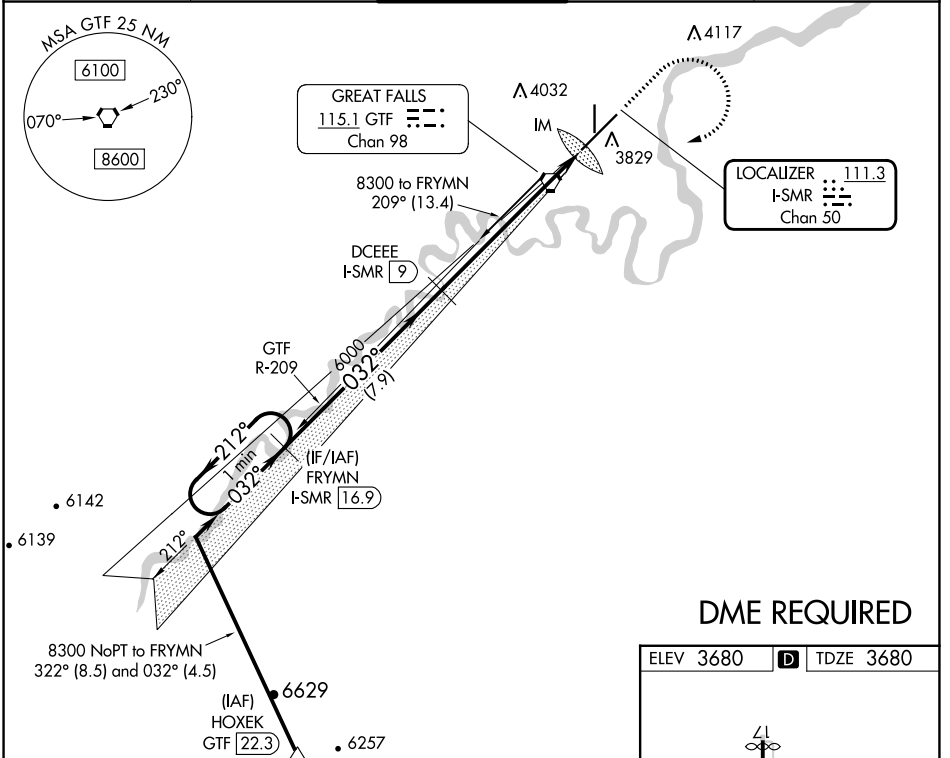 MSA GTF 25 NM
6100
230°
070°
8600
4117
GREAT FALLS
115.1 GTF
Chan 98
4032
IM
3829
LOCALIZER 111.3
I-SMR
Chan 50
8300 to FRYMN
209° (13.4)
DCEEE
I-SMR 9
GTF
R-209
6000
032°
(7.9)
212°
1 min
032°
(IF/IAF)
FRYMN
I-SMR 16.9
6142
6139
212°
8300 NoPT to FRYMN
322° (8.5) and 032° (4.5)
6629
(IAF)
HOXEK
GTF 22.3
6257
DME REQUIRED
ELEV 3680 D TDZE 3680
17